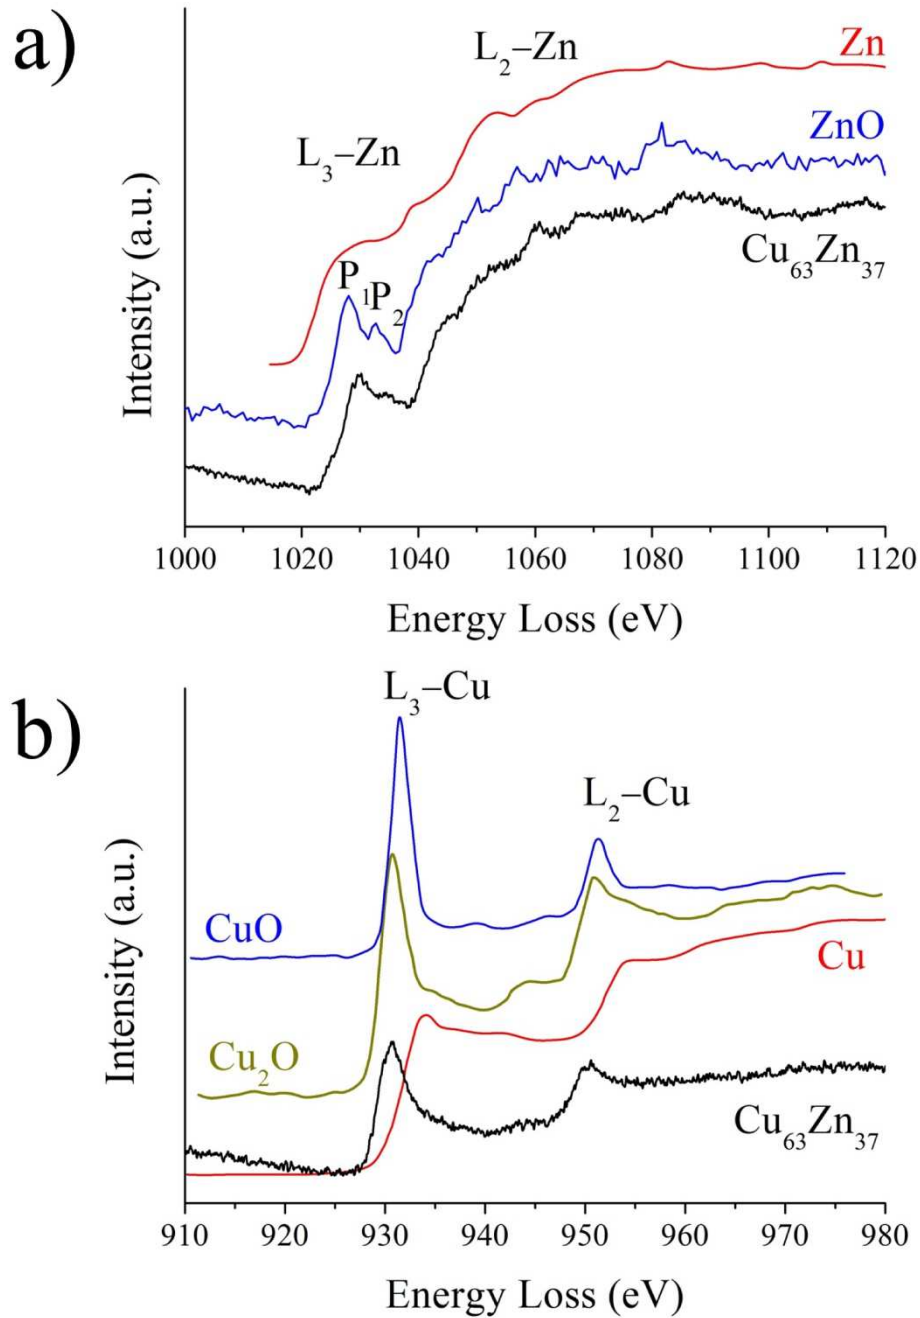 a)
L₂–Zn
Zn
L₃–Zn
ZnO
P₁ P₂
Cu₆₃Zn₃₇
Intensity (a.u.)
1000 1020 1040 1060 1080 1100 1120
Energy Loss (eV)
b)
L₃–Cu
L₂–Cu
CuO
Cu
Cu₂O
Cu₆₃Zn₃₇
Intensity (a.u.)
910 920 930 940 950 960 970 980
Energy Loss (eV)